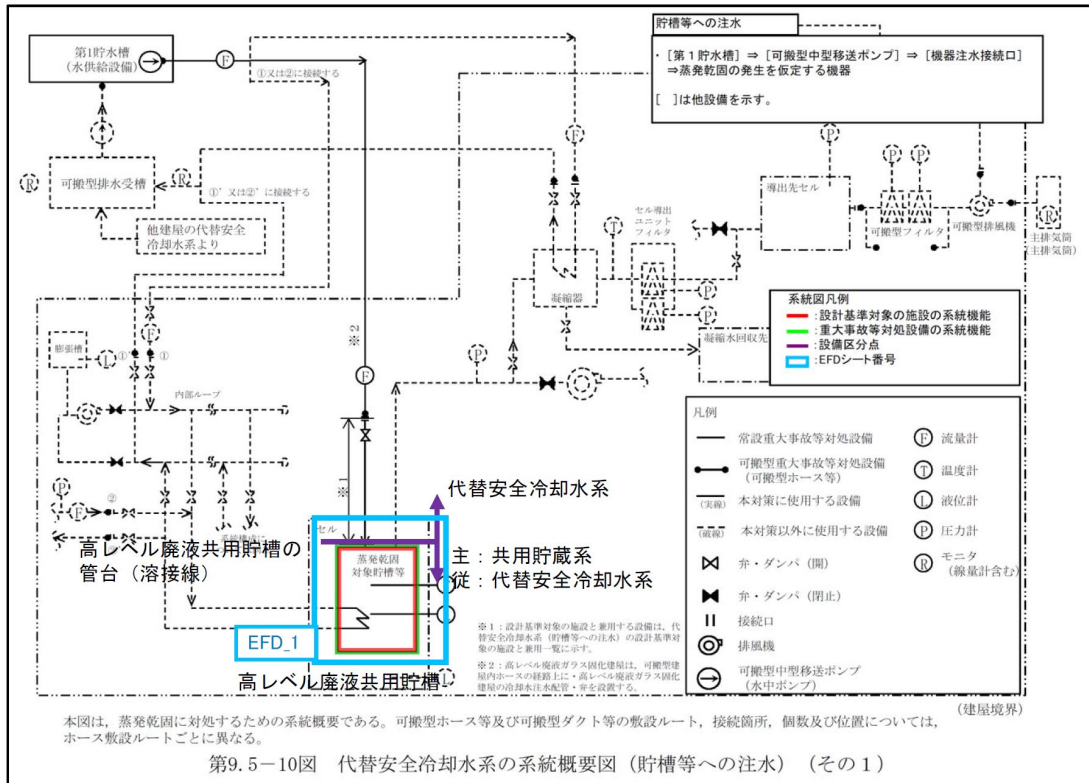 貯槽等への注水
・［第１貯水槽］⇒［可搬型中型移送ポンプ］⇒［機器注水接続口］
⇒蒸発乾固の発生を仮定する機器
［　］は他設備を示す。
第1貯水槽
（水供給設備）
F
①又は②に接続する
F
P
P
P
R
可搬型排水受槽
R
①’又は②’に接続する
他建屋の代替安全
冷却水系より
導出先セル
可搬型フィルタ
可搬型排風機
R
主排気筒
（主排気筒）
セル導出
ユニット
フィルタ
T
凝縮器
P
P
凝縮水回収先
系統図凡例
：設計基準対象の施設の系統機能
：重大事故等対処設備の系統機能
：設備区分点
：EFDシート番号
膨張槽
L
①’
①
F
※2
F
P
内部ループ
凡例
常設重大事故等対処設備
可搬型重大事故等対処設備
（可搬型ホース等）
（実線）
本対策に使用する設備
（破線）
本対策以外に使用する設備
弁・ダンパ（開）
弁・ダンパ（閉止）
接続口
排風機
可搬型中型移送ポンプ
（水中ポンプ）
F
流量計
T
温度計
L
液位計
P
圧力計
R
モニタ
（線量計含む）
P
F
②
※1
代替安全冷却水系
高レベル廃液共用貯槽の
管台（溶接線）
セル
蒸発乾固
対象貯槽等
主：共用貯蔵系
従：代替安全冷却水系
EFD_1
高レベル廃液共用貯槽
L
※１：設計基準対象の施設と兼用する設備は，代
替安全冷却水系（貯槽等への注水）の設計基準対
象の施設と兼用一覧に示す。
※２：高レベル廃液ガラス固化建屋は，可搬型建
屋内ホースの経路上に・高レベル廃液ガラス固化
建屋の冷却水注水配管・弁を設置する。
（建屋境界）
本図は，蒸発乾固に対処するための系統概要である。可搬型ホース等及び可搬型ダクト等の敷設ルート，接続箇所，個数及び位置については，
ホース敷設ルートごとに異なる。
第9.5－10図　代替安全冷却水系の系統概要図（貯槽等への注水）（その１）